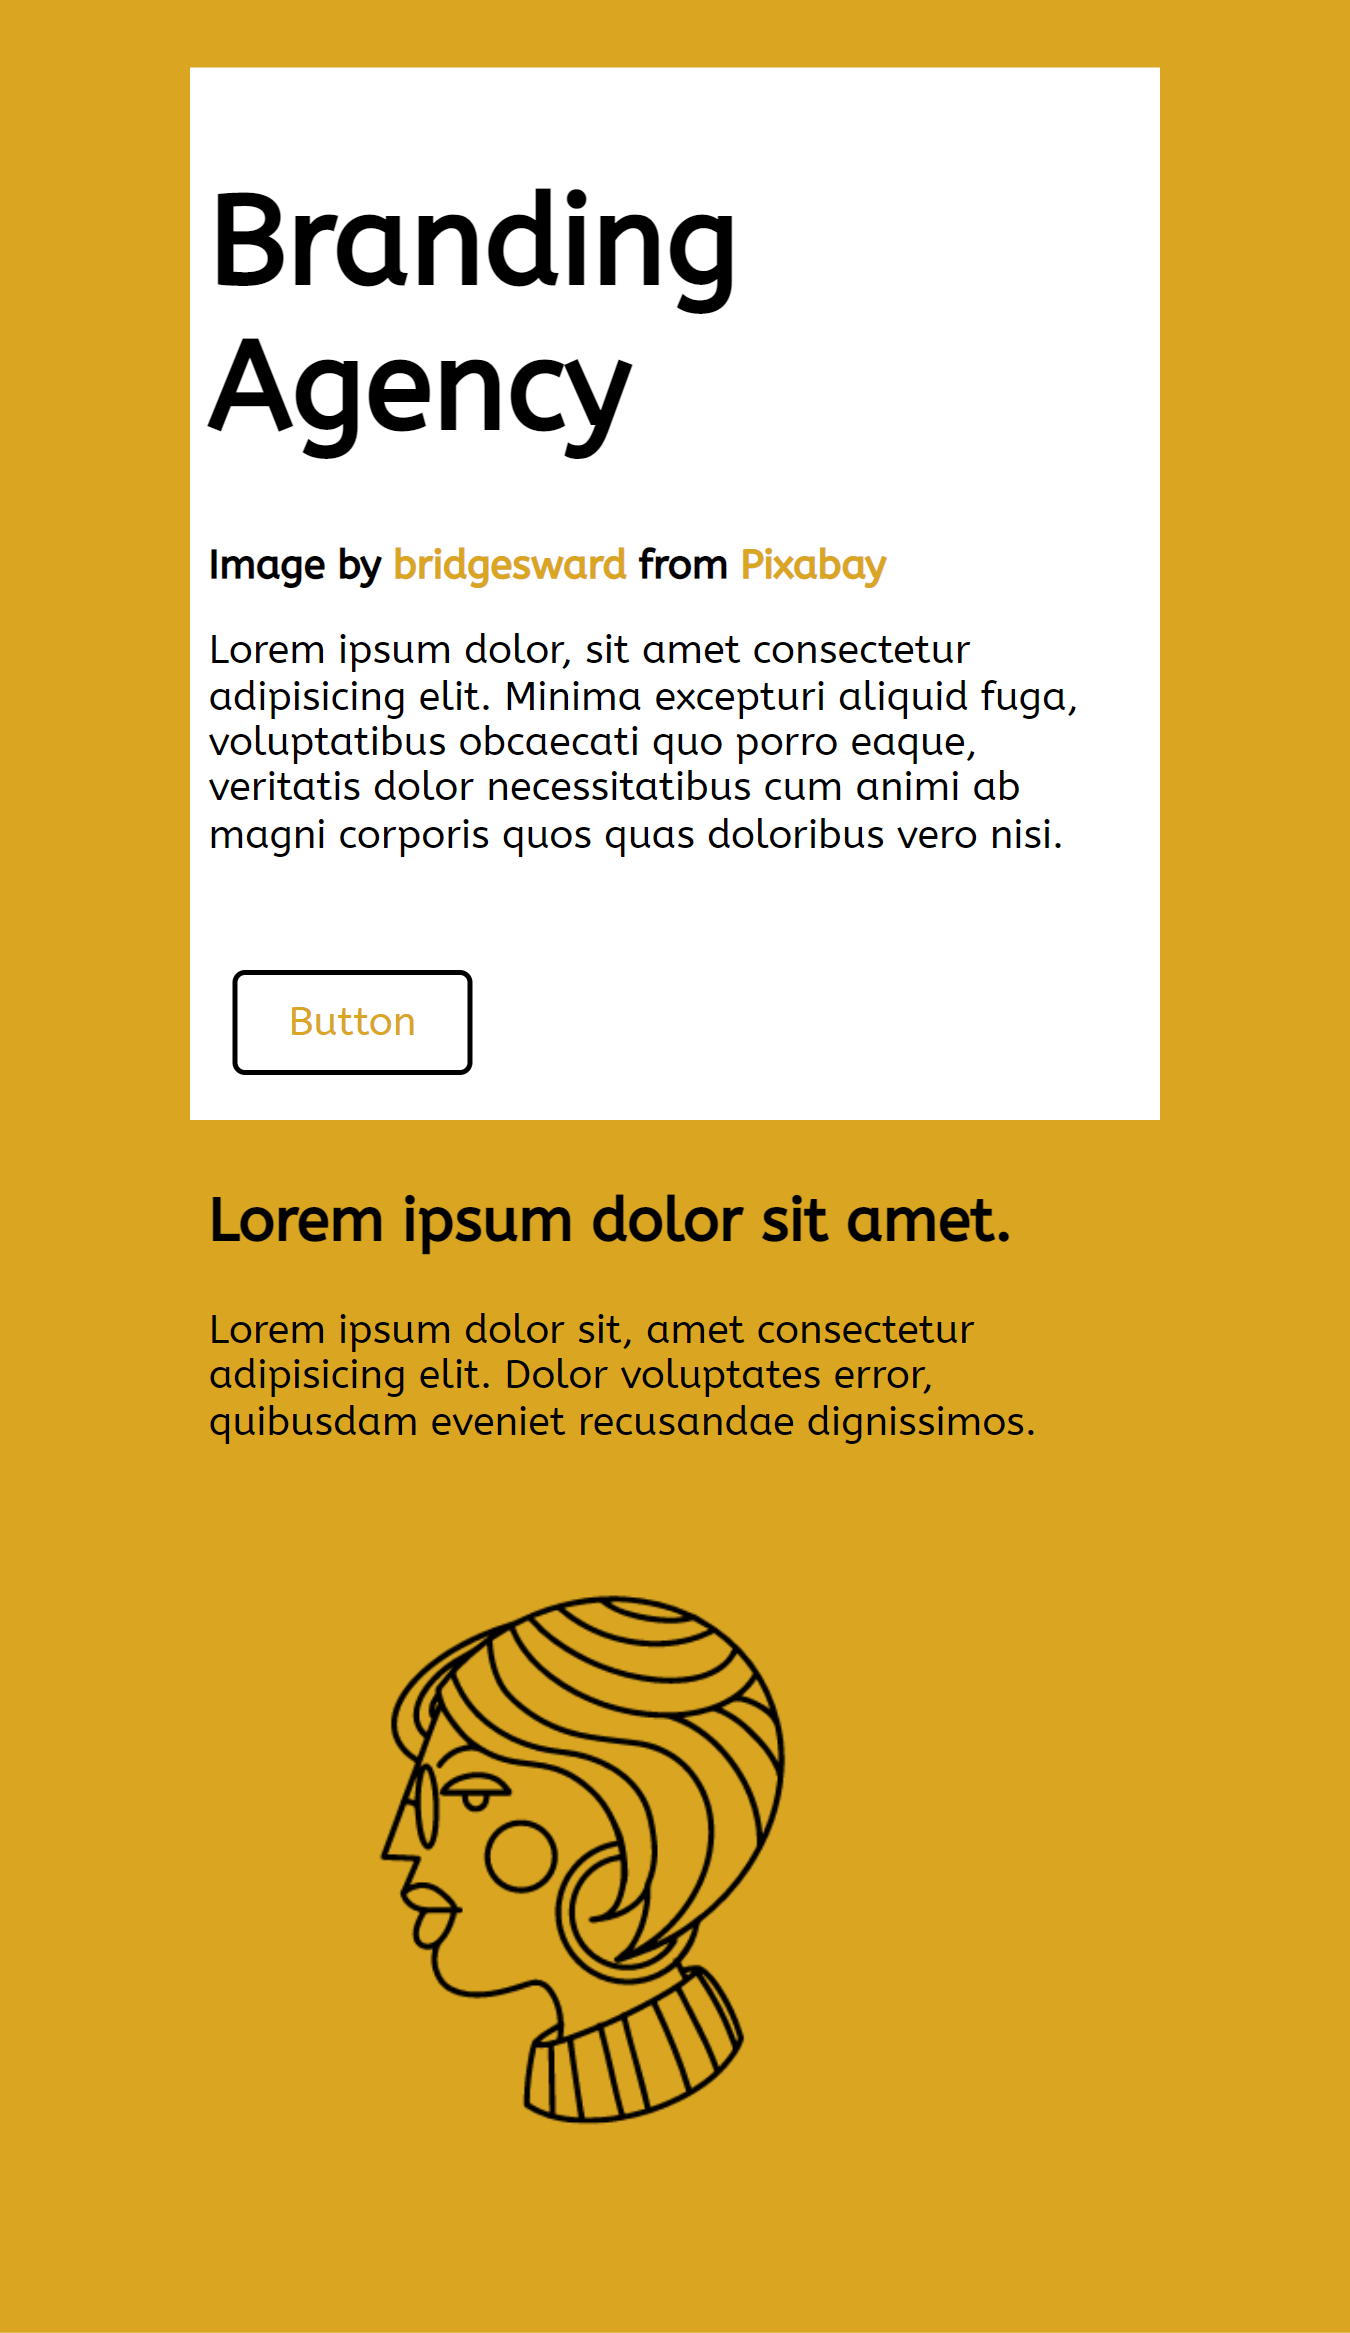 Branding
Agency
Image by bridgesward from Pixabay
Lorem ipsum dolor, sit amet consectetur
adipisicing elit. Minima excepturi aliquid fuga,
voluptatibus obcaecati quo porro eaque,
veritatis dolor necessitatibus cum animi ab
magni corporis quos quas doloribus vero nisi.
Button
Lorem ipsum dolor sit amet.
Lorem ipsum dolor sit, amet consectetur
adipisicing elit. Dolor voluptates error,
quibusdam eveniet recusandae dignissimos.